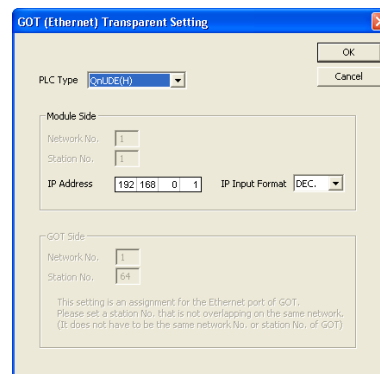 GOT (Ethernet) Transparent Setting
OK
PLC Type QnUDE(H)
Cancel
Module Side
Network No. 1
Station No. 1
IP Address 192 168 0 1 IP Input Format DEC.
GOT Side
Network No. 1
Station No. 64
This setting is an assignment for the Ethernet port of GOT.
Please set a station No. that is not overlapping on the same network.
(It does not have to be the same network No. or station No. of GOT)